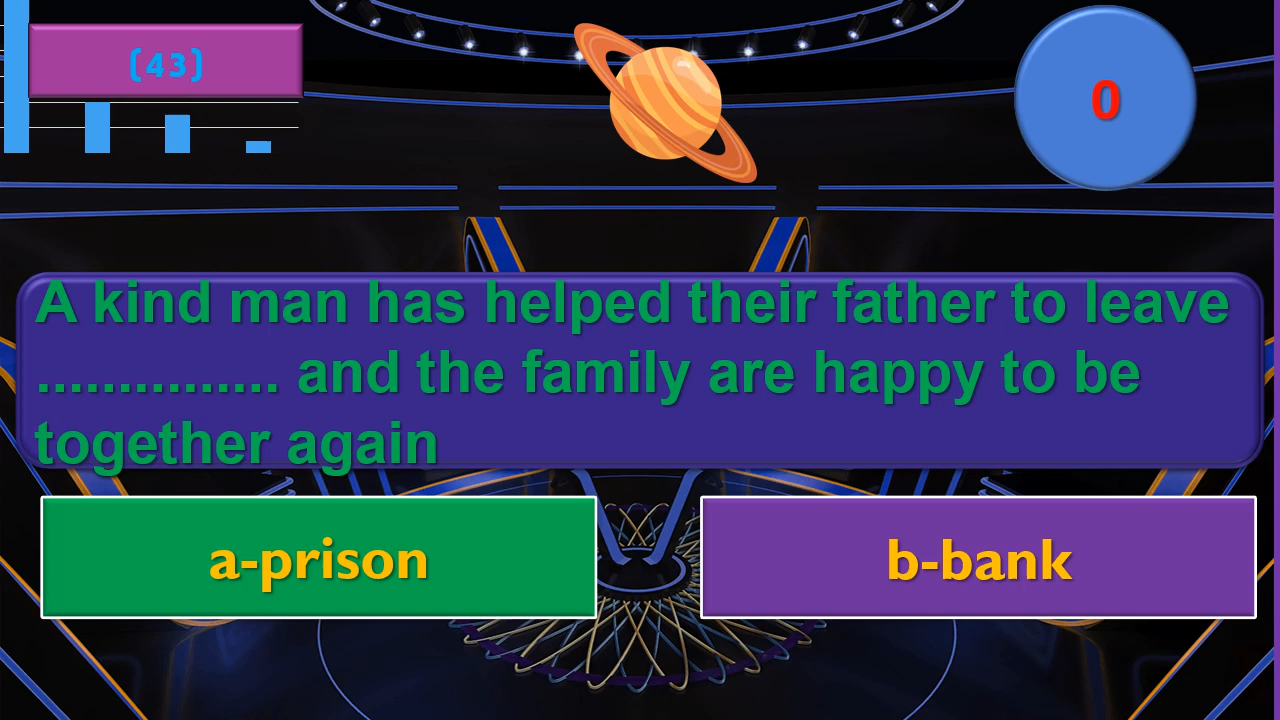 (43)
0
A kind man has helped their father to leave
............... and the family are happy to be
together again
a-prison
b-bank